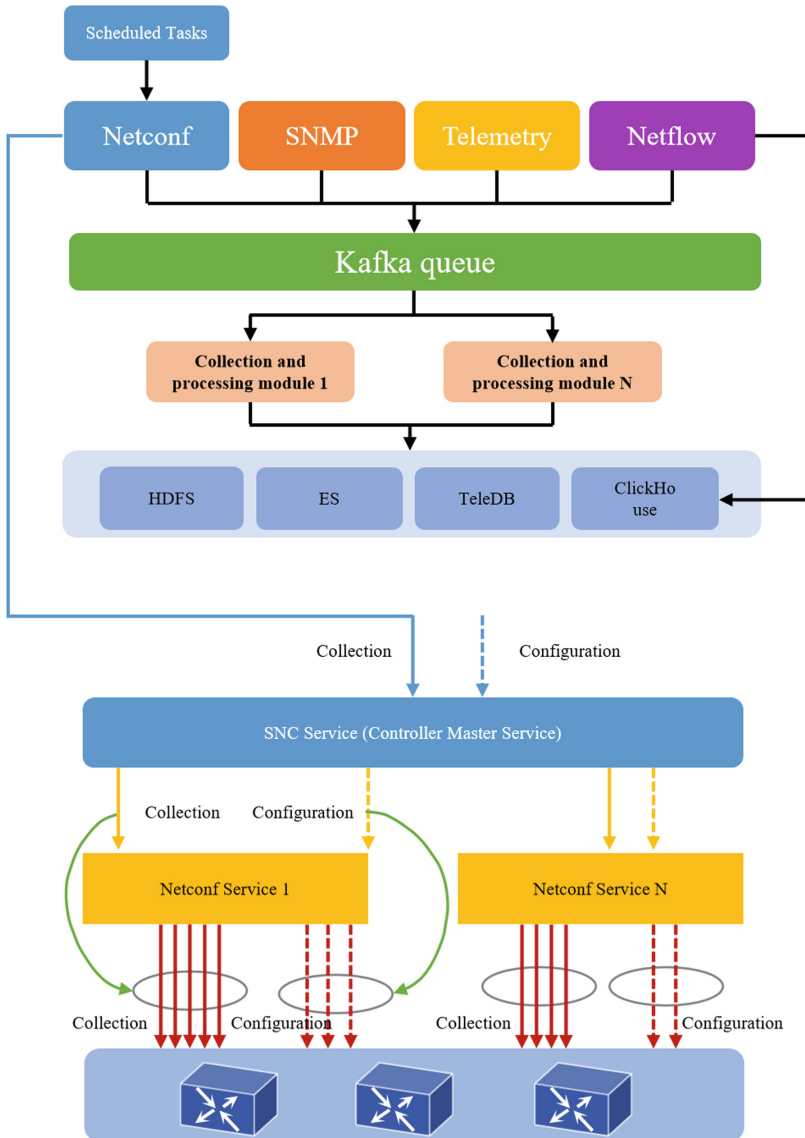 Scheduled Tasks
Netconf
SNMP
Telemetry
Netflow
Kafka queue
Collection and
processing module 1
Collection and
processing module N
HDFS
ES
TeleDB
ClickHo
use
Collection
Configuration
SNC Service (Controller Master Service)
Collection
Configuration
Netconf Service 1
Netconf Service N
Collection
Configuration
Collection
Configuration